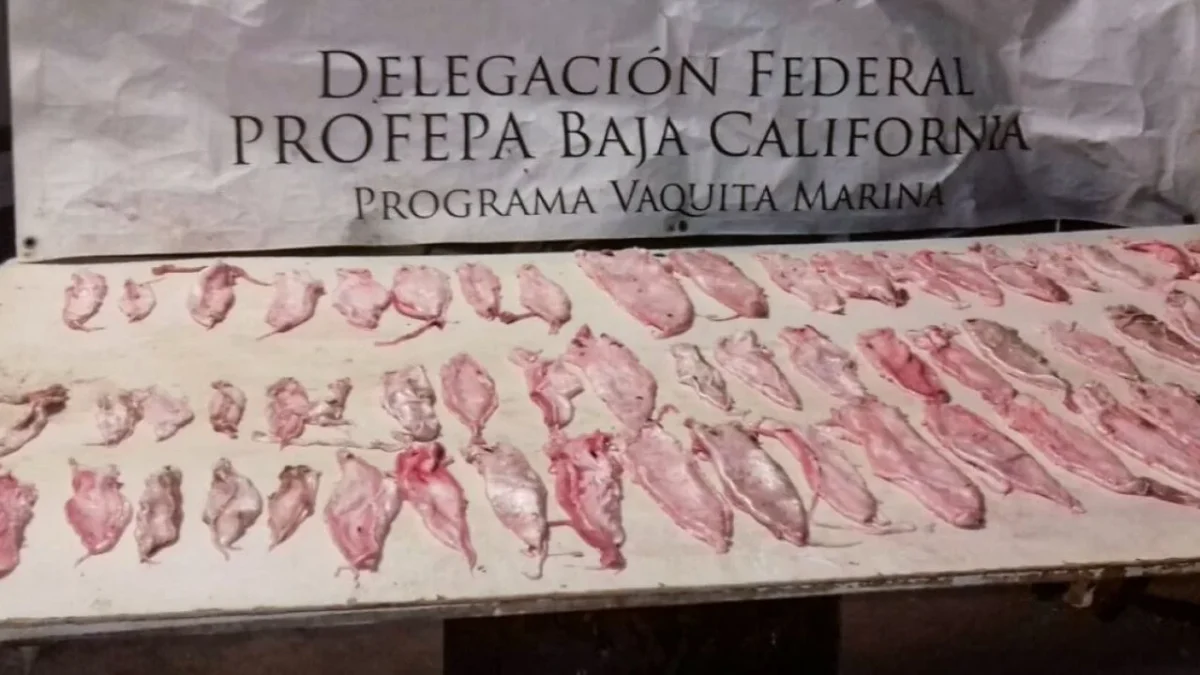 DELEGACIÓN FEDERAL
PROFEPA BAJA CALIFORNIA
PROGRAMA VAQUITA MARINA